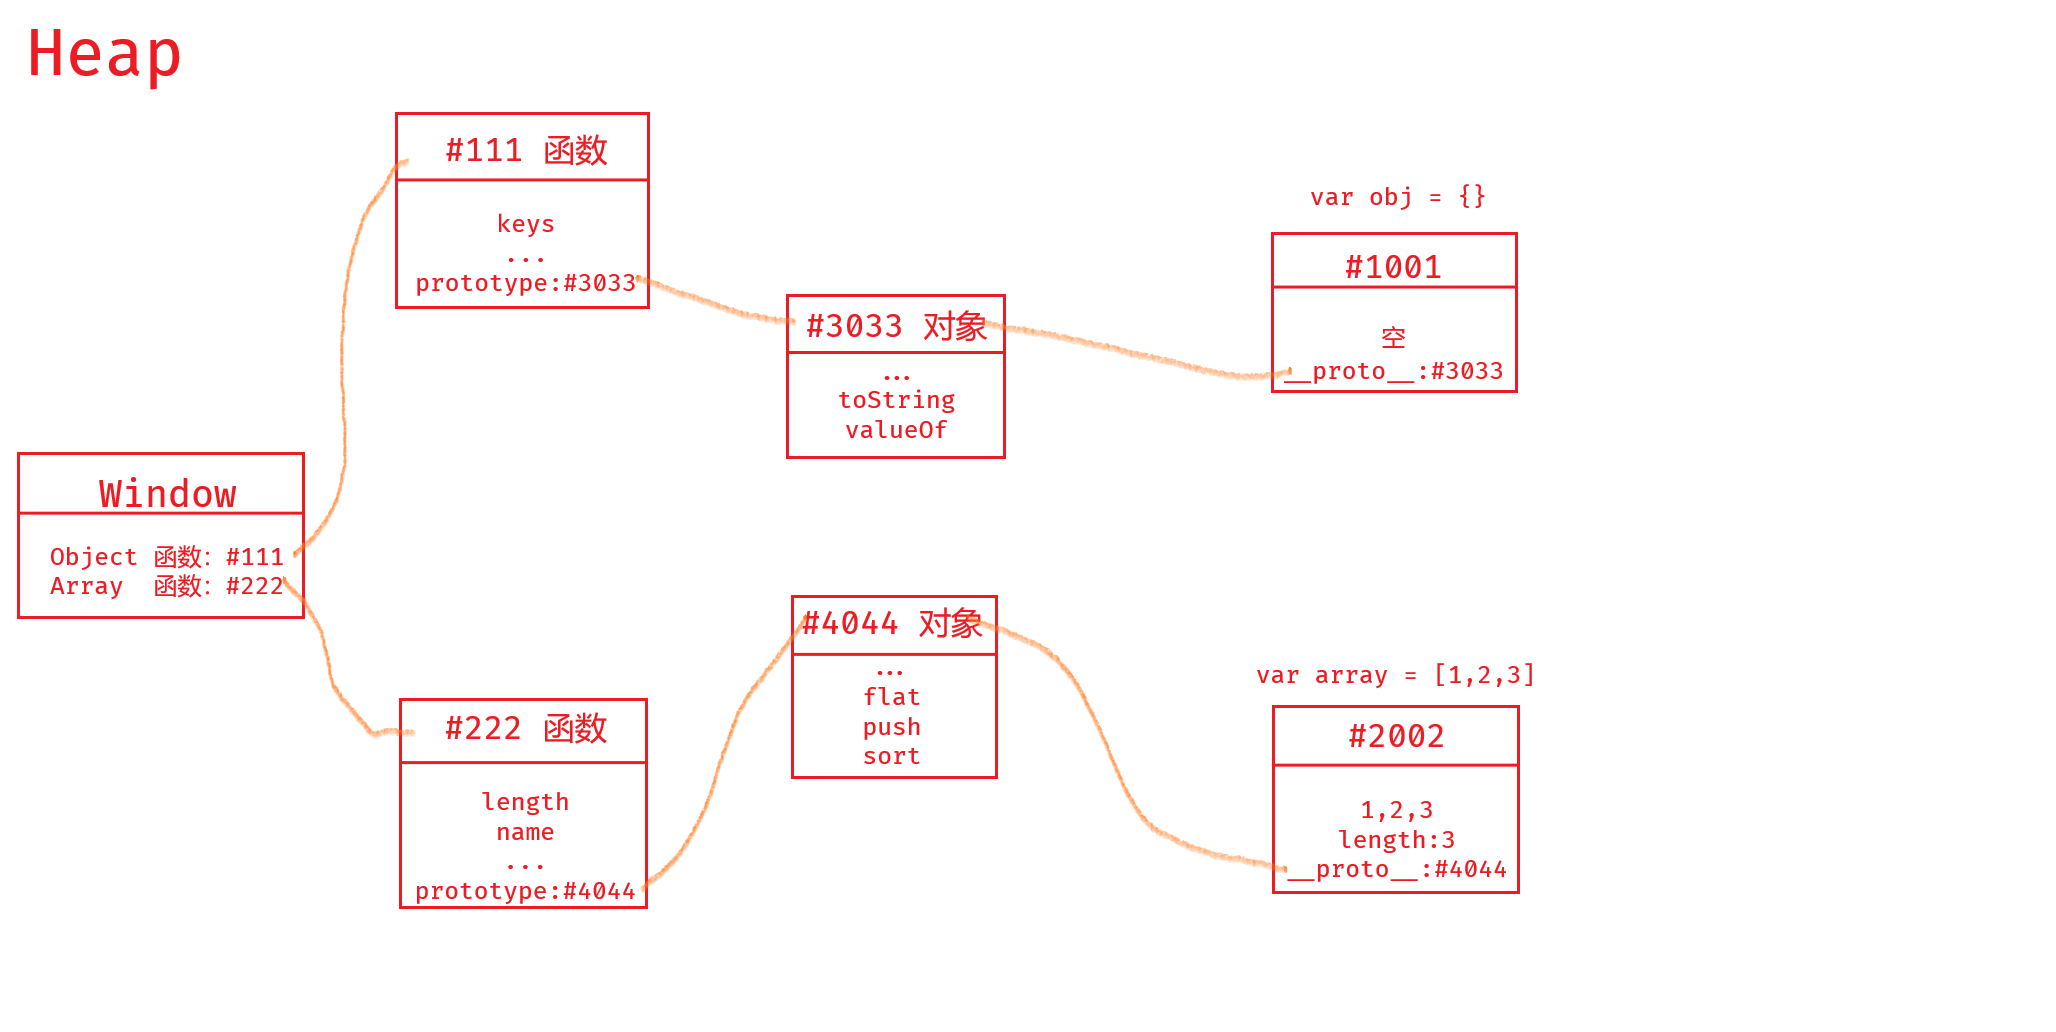 Heap
#111 函数
keys
...
prototype:#3033
#3033 对象
...
toString
valueOf
var obj = {}
#1001
空
__proto__:#3033
Window
Object 函数: #111
Array 函数: #222
#222 函数
length
name
...
prototype:#4044
#4044 对象
...
flat
push
sort
var array = [1,2,3]
#2002
1,2,3
length:3
__proto__:#4044